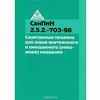 СанПиН
2.5.2.-703-98
Санитарные правила
для судов внутреннего
и смешанного (река-
море) плавания